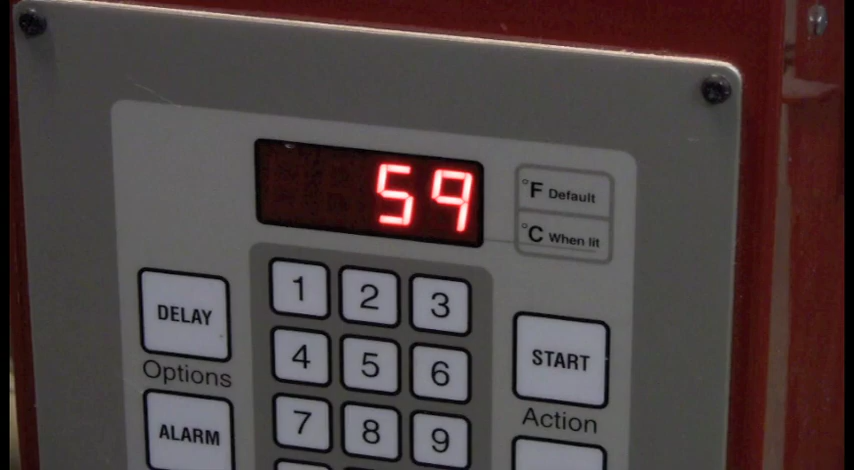 59
°F Default
°C When lit
1 2 3
DELAY
4 5 6
START
Options
Action
7 8 9
ALARM